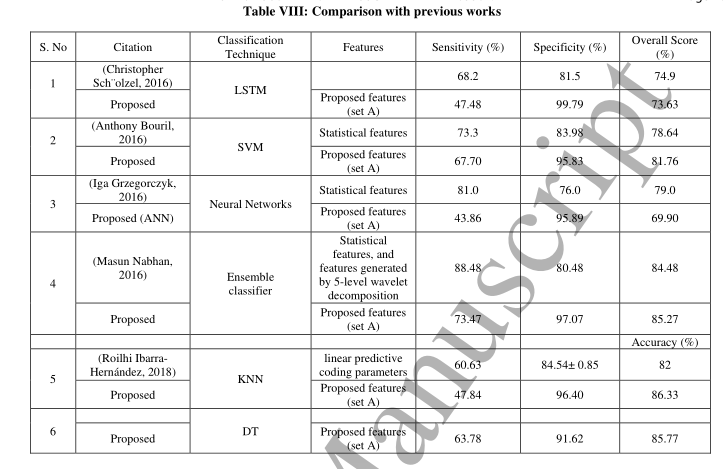 Table VIII: Comparison with previous works
S. No Citation Classification Technique Features Sensitivity (%) Specificity (%) Overall Score (%)
1 (Christopher Sch¨olzel, 2016) LSTM 68.2 81.5 74.9
Proposed Proposed features (set A) 47.48 99.79 73.63
2 (Anthony Bouril, 2016) SVM Statistical features 73.3 83.98 78.64
Proposed Proposed features (set A) 67.70 95.83 81.76
3 (Iga Grzegorczyk, 2016) Neural Networks Statistical features 81.0 76.0 79.0
Proposed (ANN) Proposed features (set A) 43.86 95.89 69.90
4 (Masun Nabhan, 2016) Ensemble classifier Statistical features, and features generated by 5-level wavelet decomposition 88.48 80.48 84.48
Proposed Proposed features (set A) 73.47 97.07 85.27
Accuracy (%)
5 (Roilhi Ibarra-Hernández, 2018) KNN linear predictive coding parameters 60.63 84.54± 0.85 82
Proposed Proposed features (set A) 47.84 96.40 86.33
6 DT
Proposed Proposed features (set A) 63.78 91.62 85.77
Manuscript